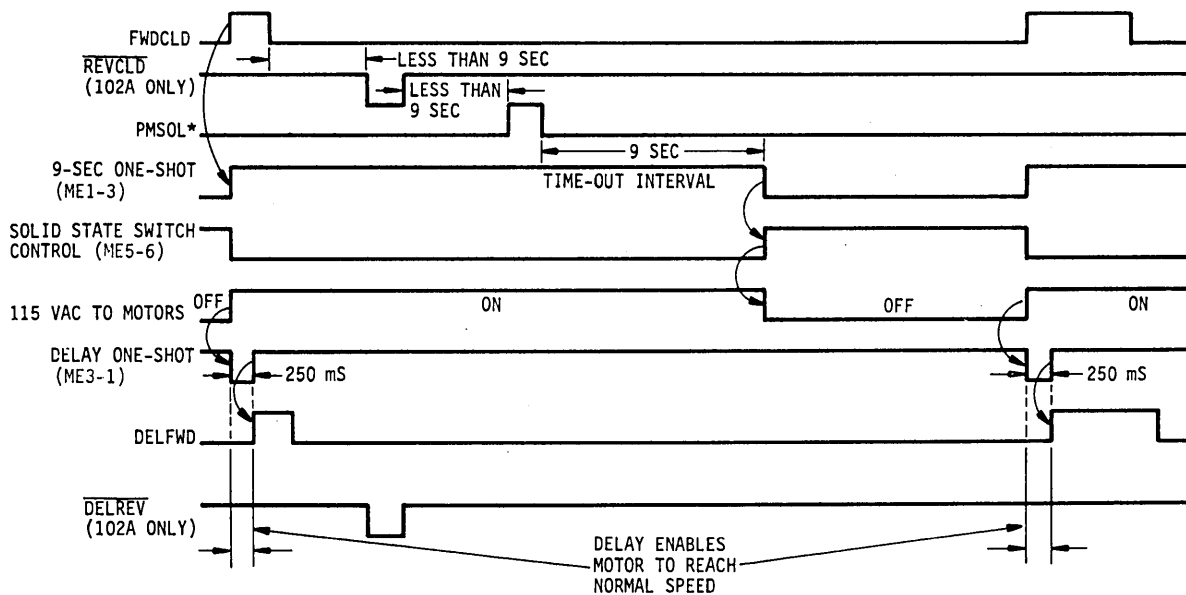 FWDCLD
REVCLD
(102A ONLY)
LESS THAN 9 SEC
LESS THAN
9 SEC
PMSOL*
9 SEC
9-SEC ONE-SHOT
(ME1-3)
TIME-OUT INTERVAL
SOLID STATE SWITCH
CONTROL (ME5-6)
OFF
115 VAC TO MOTORS
ON
OFF
ON
DELAY ONE-SHOT
(ME3-1)
250 mS
250 mS
DELFWD
DELREV
(102A ONLY)
DELAY ENABLES
MOTOR TO REACH
NORMAL SPEED